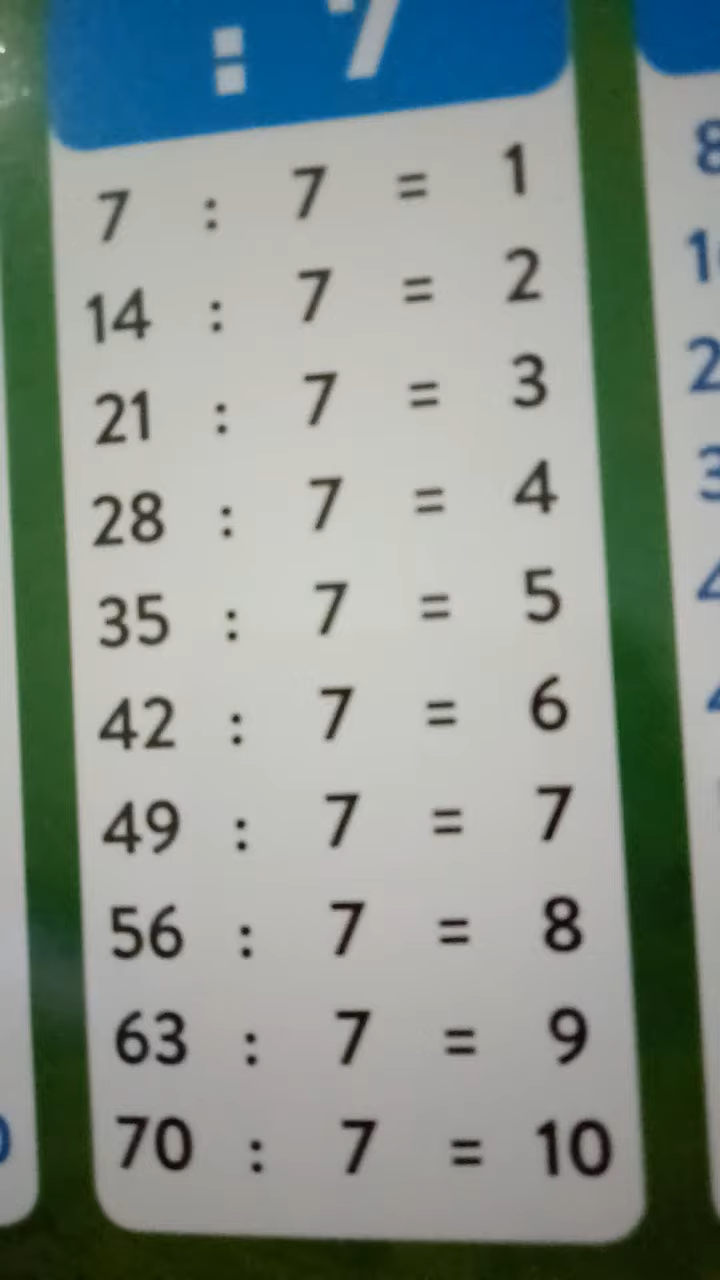 : 7
7 : 7 = 1
14 : 7 = 2
21 : 7 = 3
28 : 7 = 4
35 : 7 = 5
42 : 7 = 6
49 : 7 = 7
56 : 7 = 8
63 : 7 = 9
70 : 7 = 10